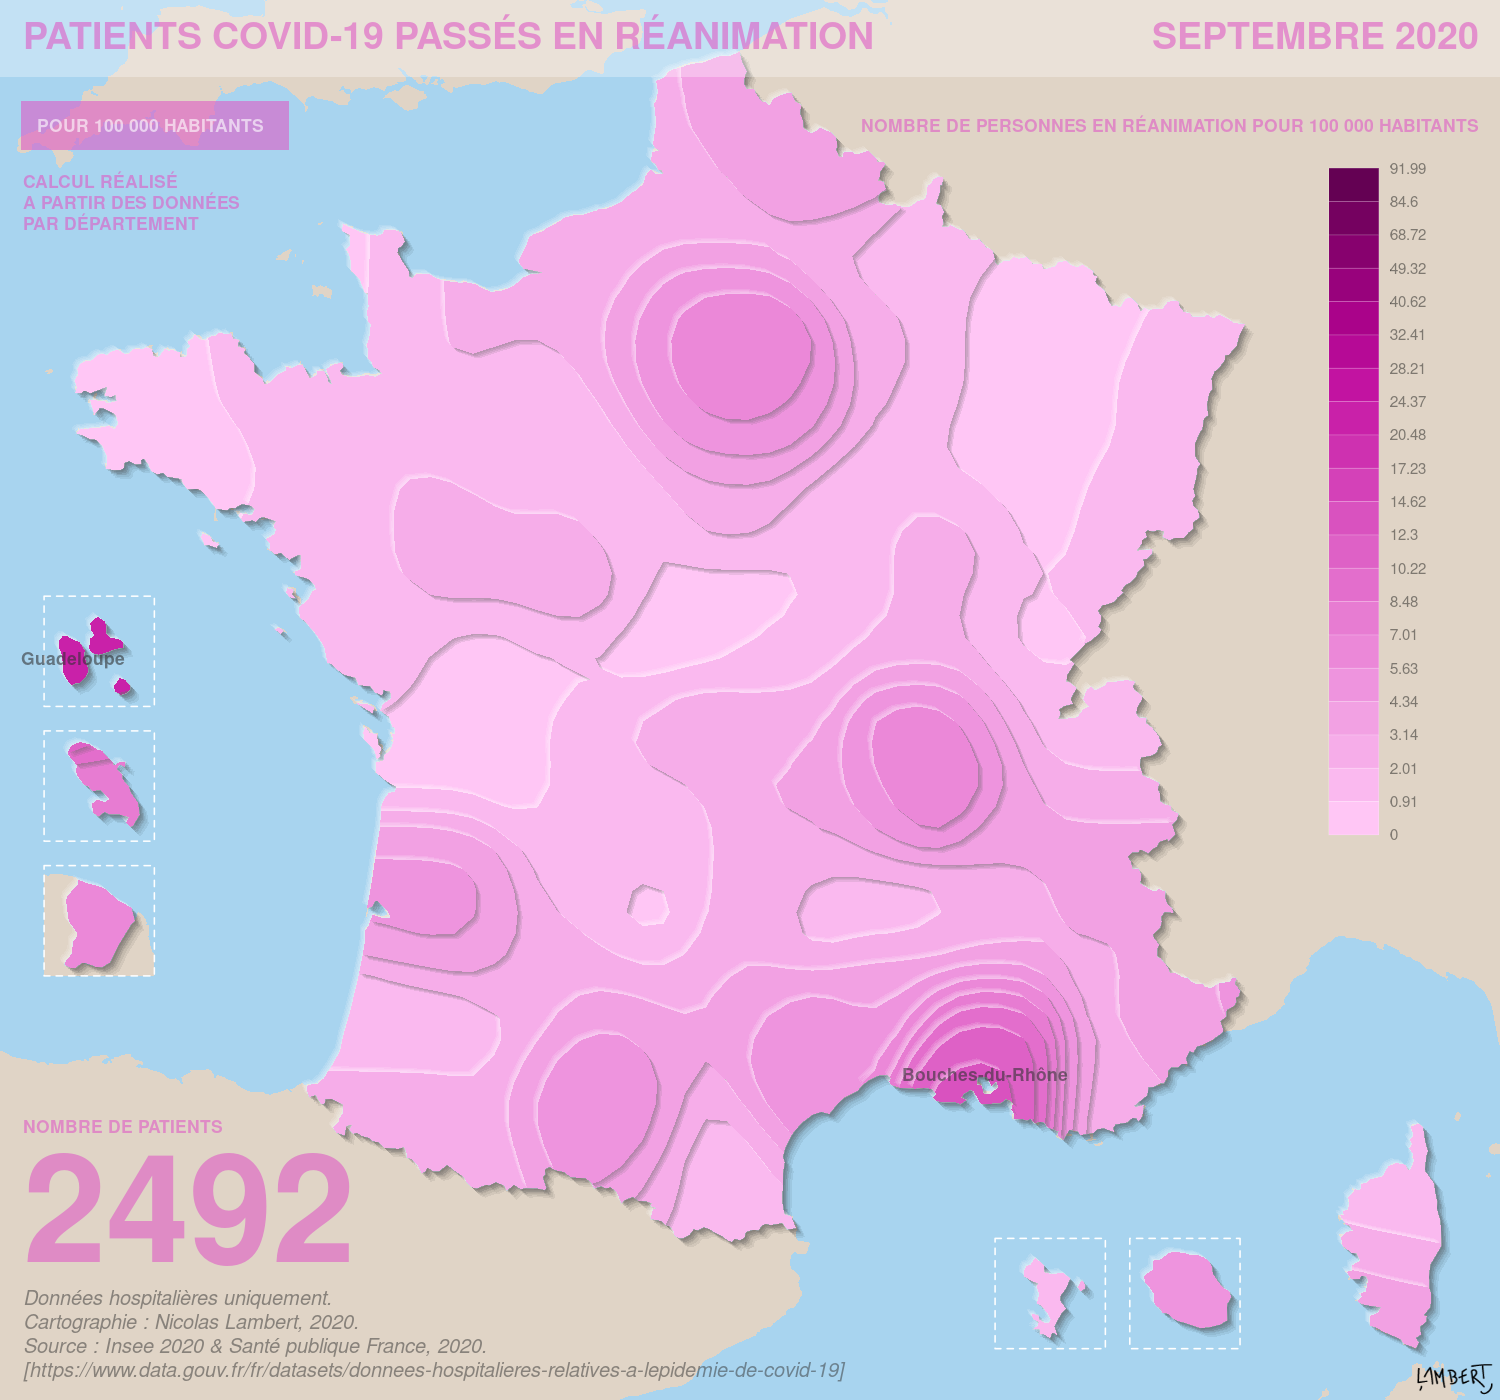 PATIENTS COVID-19 PASSÉS EN RÉANIMATION
SEPTEMBRE 2020
POUR 100 000 HABITANTS
CALCUL RÉALISÉ
A PARTIR DES DONNÉES
PAR DÉPARTEMENT
NOMBRE DE PERSONNES EN RÉANIMATION POUR 100 000 HABITANTS
91.99
84.6
68.72
49.32
40.62
32.41
28.21
24.37
20.48
17.23
14.62
12.3
10.22
8.48
7.01
5.63
4.34
3.14
2.01
0.91
0
Guadeloupe
Bouches-du-Rhône
NOMBRE DE PATIENTS
2492
Données hospitalières uniquement.
Cartographie : Nicolas Lambert, 2020.
Source : Insee 2020 & Santé publique France, 2020.
[https://www.data.gouv.fr/fr/datasets/donnees-hospitalieres-relatives-a-lepidemie-de-covid-19]
LAMBERT